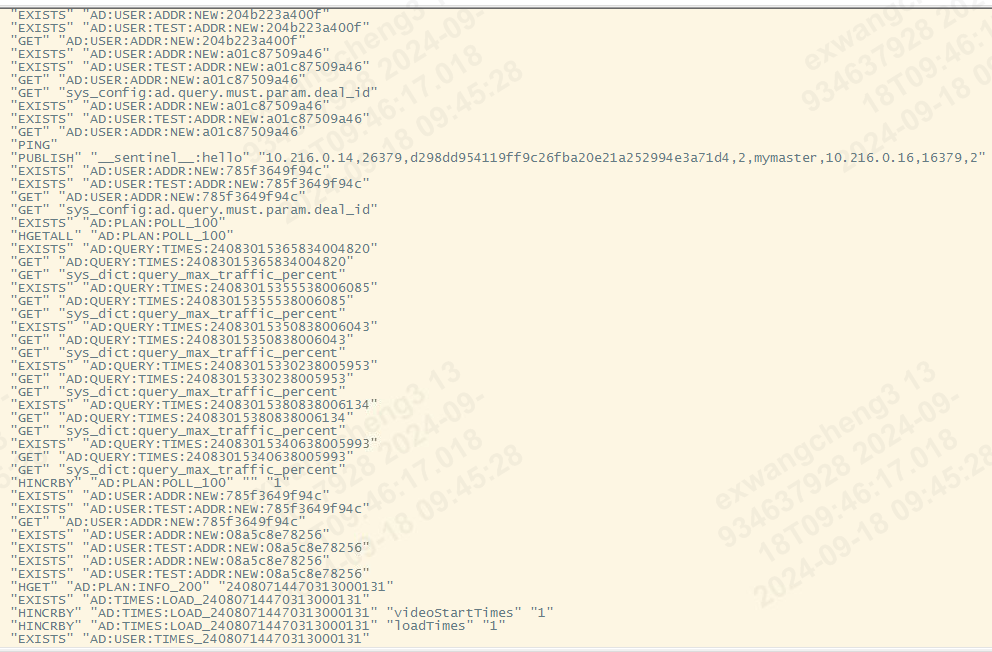 "EXISTS" "AD:USER:ADDR:NEW:204b223a400f"
"EXISTS" "AD:USER:TEST:ADDR:NEW:204b223a400f"
"GET" "AD:USER:ADDR:NEW:204b223a400f"
"EXISTS" "AD:USER:ADDR:NEW:a01c87509a46"
"EXISTS" "AD:USER:TEST:ADDR:NEW:a01c87509a46"
"GET" "AD:USER:ADDR:NEW:a01c87509a46"
"GET" "sys_config:ad.query.must.param.deal_id"
"EXISTS" "AD:USER:ADDR:NEW:a01c87509a46"
"EXISTS" "AD:USER:TEST:ADDR:NEW:a01c87509a46"
"GET" "AD:USER:ADDR:NEW:a01c87509a46"
"PING"
"PUBLISH" "__sentinel__:hello" "10.216.0.14,26379,d298dd954119ff9c26fba20e21a252994e3a71d4,2,mymaster,10.216.0.16,16379,2"
"EXISTS" "AD:USER:ADDR:NEW:785f3649f94c"
"EXISTS" "AD:USER:TEST:ADDR:NEW:785f3649f94c"
"GET" "AD:USER:ADDR:NEW:785f3649f94c"
"GET" "sys_config:ad.query.must.param.deal_id"
"EXISTS" "AD:PLAN:POLL_100"
"HGETALL" "AD:PLAN:POLL_100"
"EXISTS" "AD:QUERY:TIMES:24083015365834004820"
"GET" "AD:QUERY:TIMES:24083015365834004820"
"GET" "sys_dict:query_max_traffic_percent"
"EXISTS" "AD:QUERY:TIMES:24083015355538006085"
"GET" "AD:QUERY:TIMES:24083015355538006085"
"GET" "sys_dict:query_max_traffic_percent"
"EXISTS" "AD:QUERY:TIMES:24083015350838006043"
"GET" "AD:QUERY:TIMES:24083015350838006043"
"GET" "sys_dict:query_max_traffic_percent"
"EXISTS" "AD:QUERY:TIMES:24083015330238005953"
"GET" "AD:QUERY:TIMES:24083015330238005953"
"GET" "sys_dict:query_max_traffic_percent"
"EXISTS" "AD:QUERY:TIMES:24083015380838006134"
"GET" "AD:QUERY:TIMES:24083015380838006134"
"GET" "sys_dict:query_max_traffic_percent"
"EXISTS" "AD:QUERY:TIMES:24083015340638005993"
"GET" "AD:QUERY:TIMES:24083015340638005993"
"GET" "sys_dict:query_max_traffic_percent"
"HINCRBY" "AD:PLAN:POLL_100" "" "1"
"EXISTS" "AD:USER:ADDR:NEW:785f3649f94c"
"EXISTS" "AD:USER:TEST:ADDR:NEW:785f3649f94c"
"GET" "AD:USER:ADDR:NEW:785f3649f94c"
"EXISTS" "AD:USER:ADDR:NEW:08a5c8e78256"
"EXISTS" "AD:USER:TEST:ADDR:NEW:08a5c8e78256"
"EXISTS" "AD:USER:ADDR:NEW:08a5c8e78256"
"EXISTS" "AD:USER:TEST:ADDR:NEW:08a5c8e78256"
"HGET" "AD:PLAN:INFO_200" "24080714470313000131"
"EXISTS" "AD:TIMES:LOAD_24080714470313000131"
"HINCRBY" "AD:TIMES:LOAD_24080714470313000131" "videoStartTimes" "1"
"HINCRBY" "AD:TIMES:LOAD_24080714470313000131" "loadTimes" "1"
"EXISTS" "AD:USER:TIMES_24080714470313000131"
exwangcheng3 13
934637928 2024-09-
18T09:46:17.018
2024-09-18 09:45:28